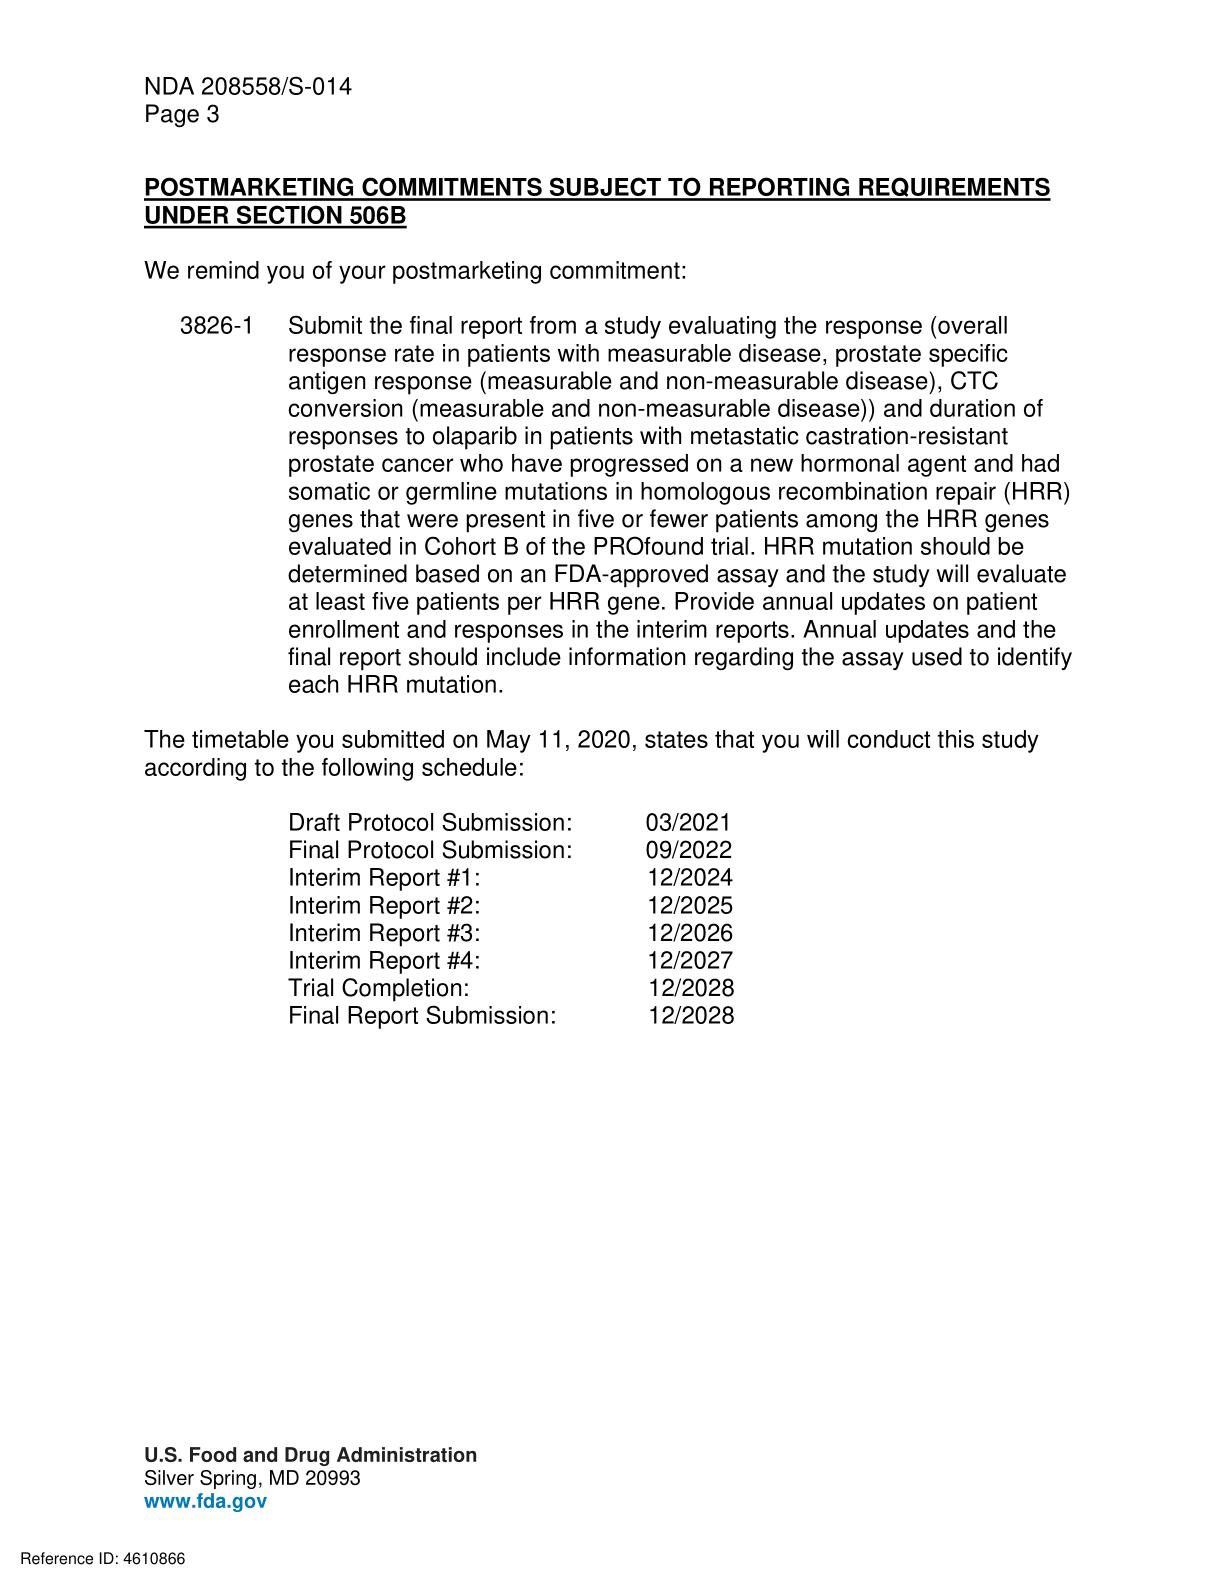 NDA 208558/S-014
Page 3
POSTMARKETING COMMITMENTS SUBJECT TO REPORTING REQUIREMENTS
UNDER SECTION 506B
We remind you of your postmarketing commitment:
3826-1 Submit the final report from a study evaluating the response (overall
response rate in patients with measurable disease, prostate specific
antigen response (measurable and non-measurable disease), CTC
conversion (measurable and non-measurable disease)) and duration of
responses to olaparib in patients with metastatic castration-resistant
prostate cancer who have progressed on a new hormonal agent and had
somatic or germline mutations in homologous recombination repair (HRR)
genes that were present in five or fewer patients among the HRR genes
evaluated in Cohort B of the PROfound trial. HRR mutation should be
determined based on an FDA-approved assay and the study will evaluate
at least five patients per HRR gene. Provide annual updates on patient
enrollment and responses in the interim reports. Annual updates and the
final report should include information regarding the assay used to identify
each HRR mutation.
The timetable you submitted on May 11, 2020, states that you will conduct this study
according to the following schedule:
Draft Protocol Submission: 03/2021
Final Protocol Submission: 09/2022
Interim Report #1: 12/2024
Interim Report #2: 12/2025
Interim Report #3: 12/2026
Interim Report #4: 12/2027
Trial Completion: 12/2028
Final Report Submission: 12/2028
U.S. Food and Drug Administration
Silver Spring, MD 20993
www.fda.gov
Reference ID: 4610866